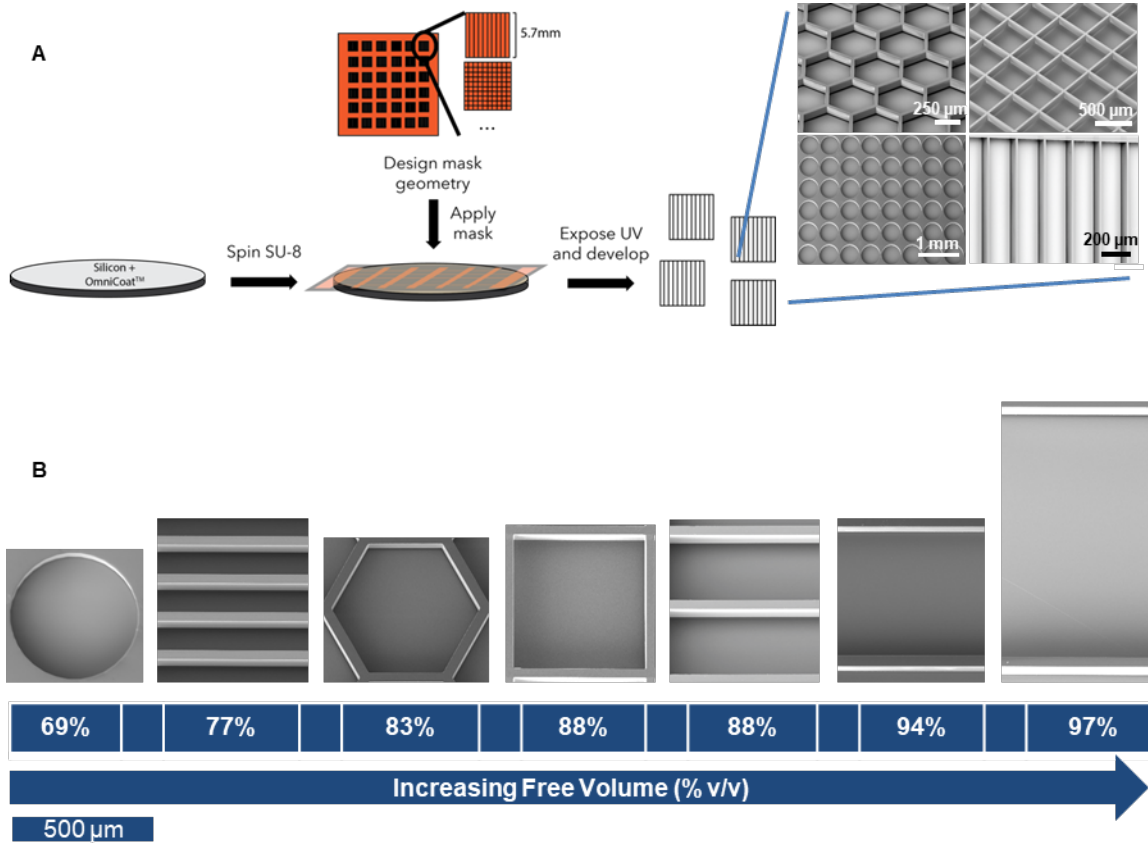 A
5.7mm
...
Design mask
geometry
Apply
mask
Spin SU-8
Expose UV
and develop
Silicon +
OmniCoat™
250 µm
500 µm
1 mm
200 µm
B
69%
77%
83%
88%
88%
94%
97%
Increasing Free Volume (% v/v)
500 µm